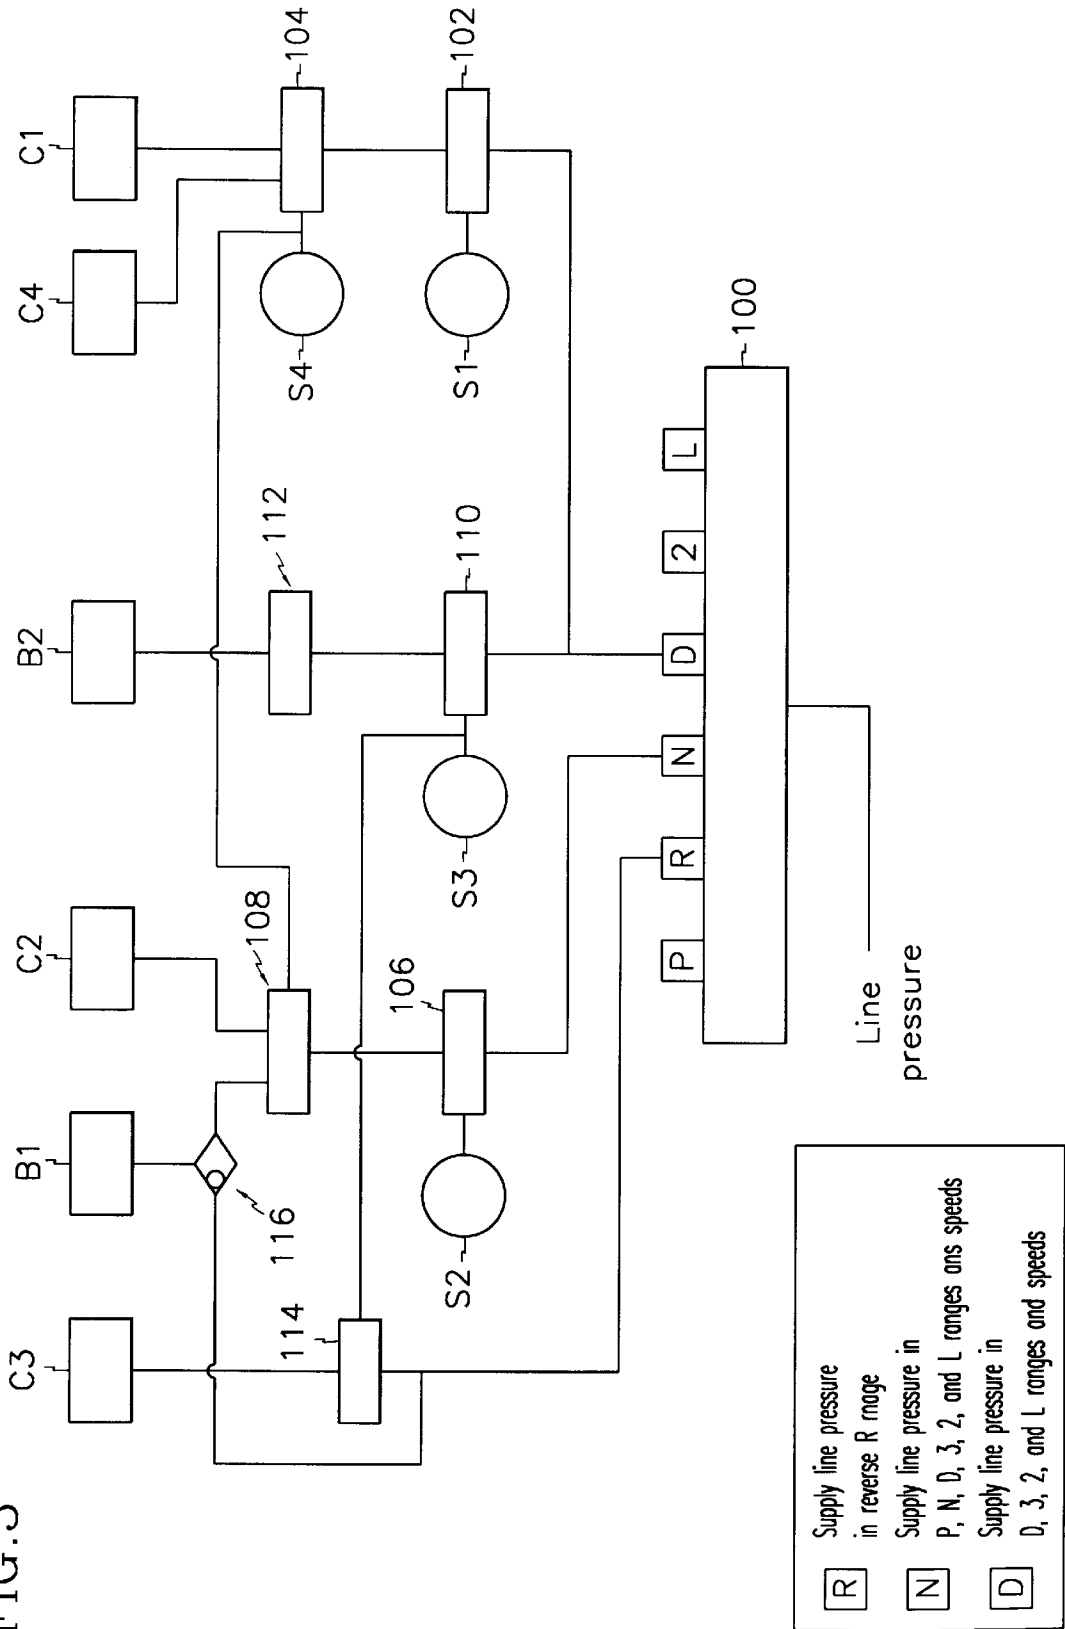 FIG.3
C3
B1
C2
B2
C4
C1
116
108
112
104
114
106
110
102
S2
S3
S4
S1
P
R
N
D
2
L
100
Line
pressure
R
Supply line pressure
in reverse R rnage
N
Supply line pressure in
P, N, D, 3, 2, and L ranges ans speeds
D
Supply line pressure in
D, 3, 2, and L ranges and speeds